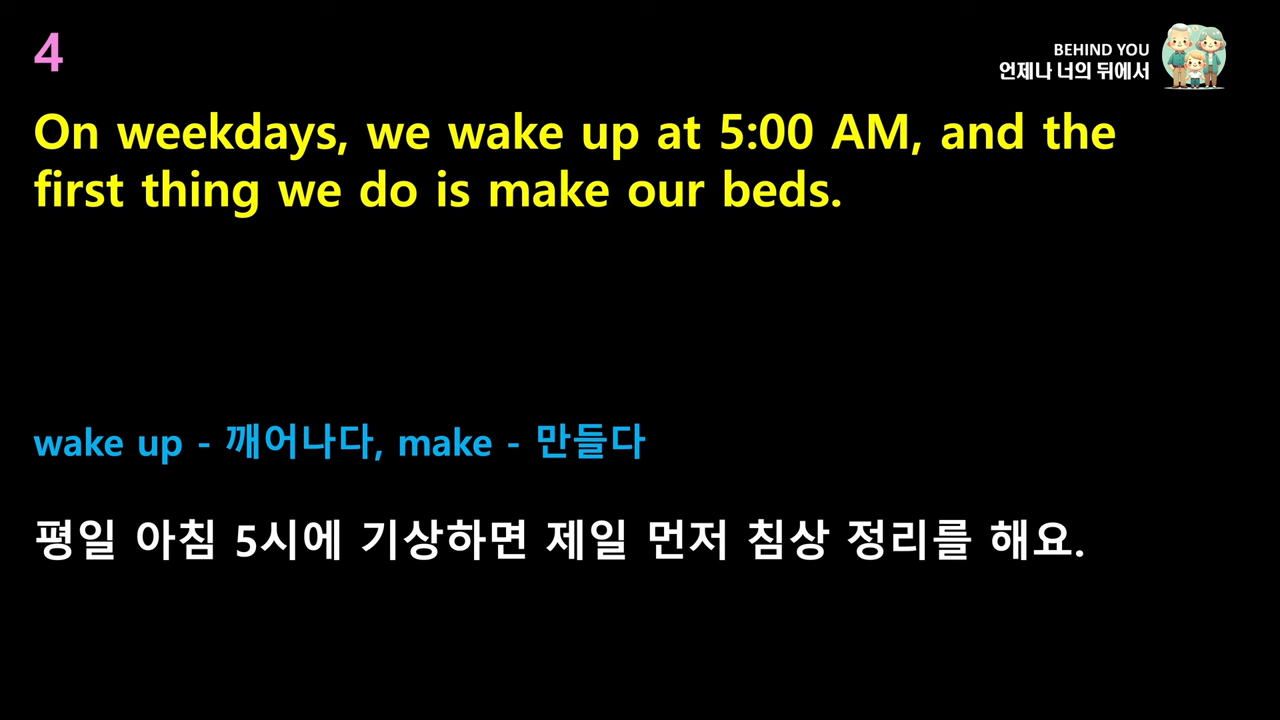 4
BEHIND YOU
언제나 너의 뒤에서
On weekdays, we wake up at 5:00 AM, and the
first thing we do is make our beds.
wake up - 깨어나다, make - 만들다
평일 아침 5시에 기상하면 제일 먼저 침상 정리를 해요.